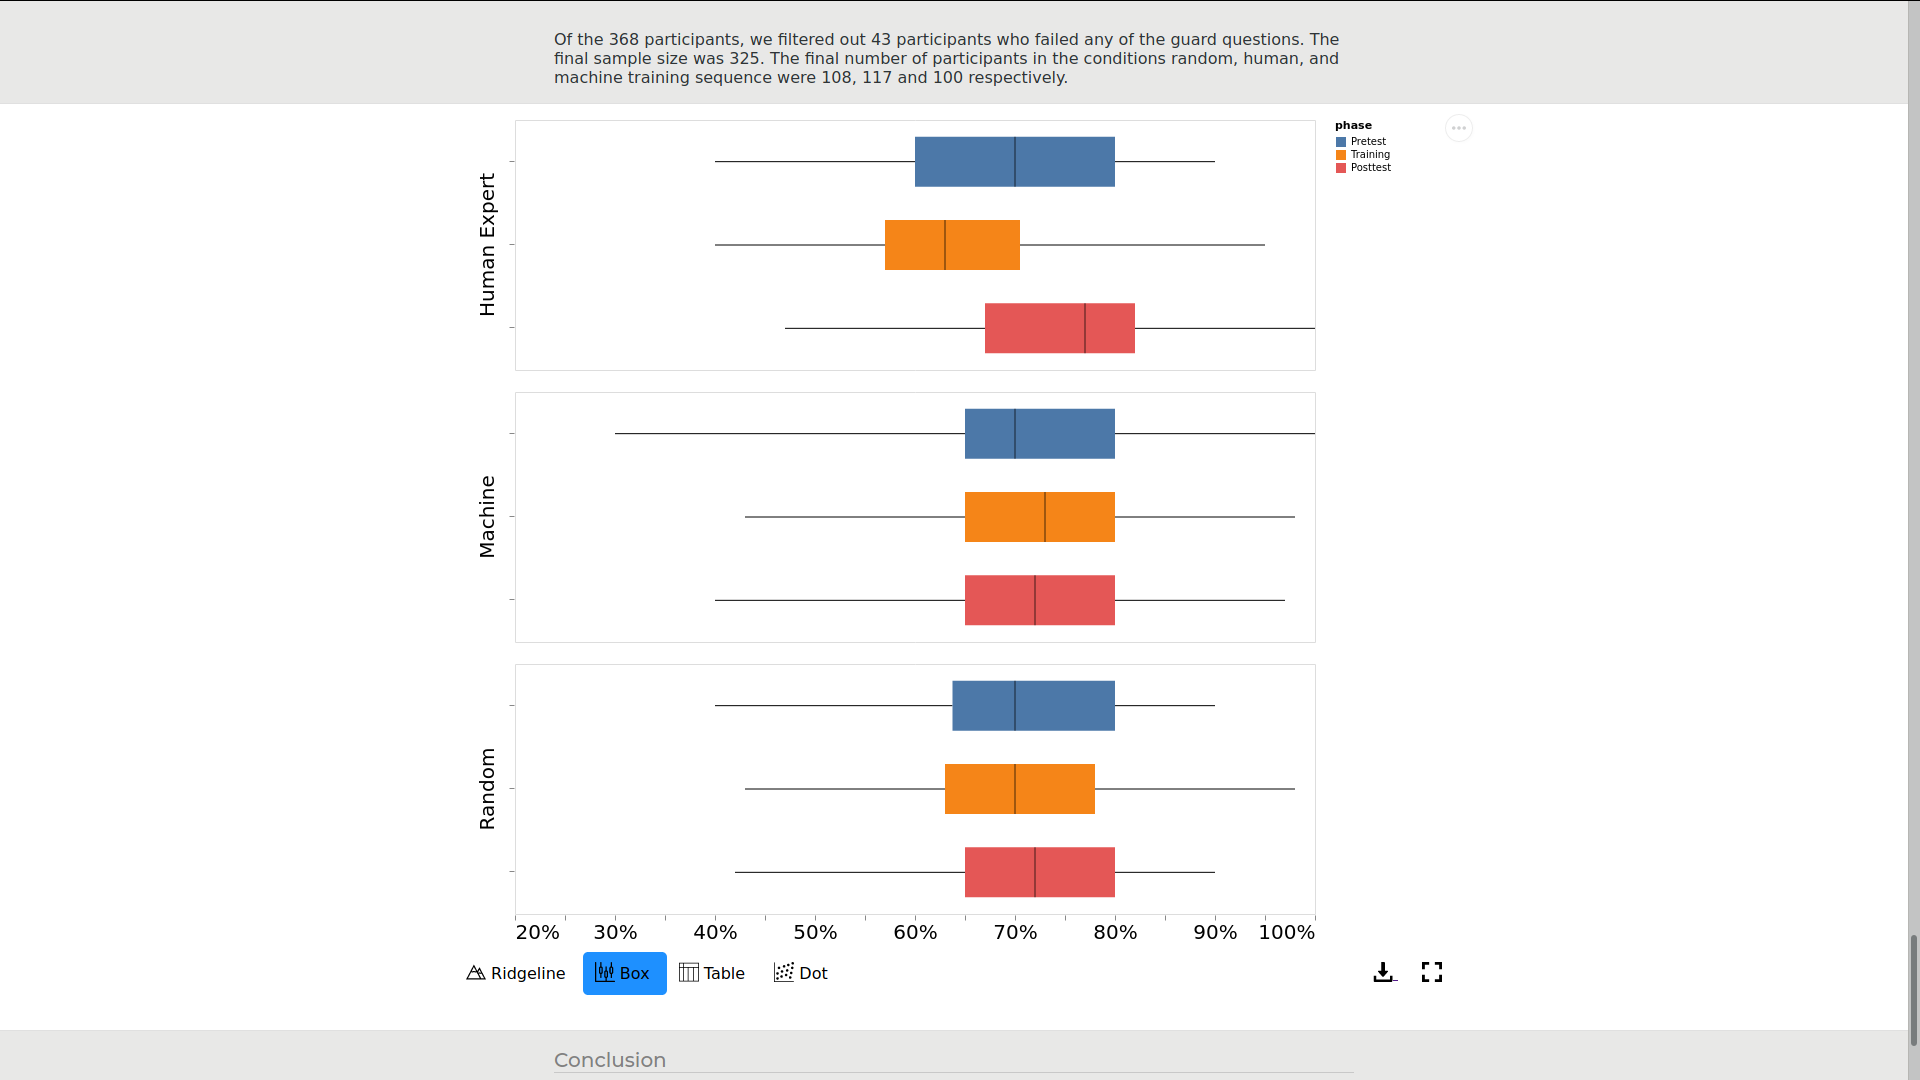 Of the 368 participants, we filtered out 43 participants who failed any of the guard questions. The
final sample size was 325. The final number of participants in the conditions random, human, and
machine training sequence were 108, 117 and 100 respectively.
phase
Pretest
Training
Posttest
Human Expert
Machine
Random
20% 30% 40% 50% 60% 70% 80% 90% 100%
Ridgeline Box Table Dot
Conclusion